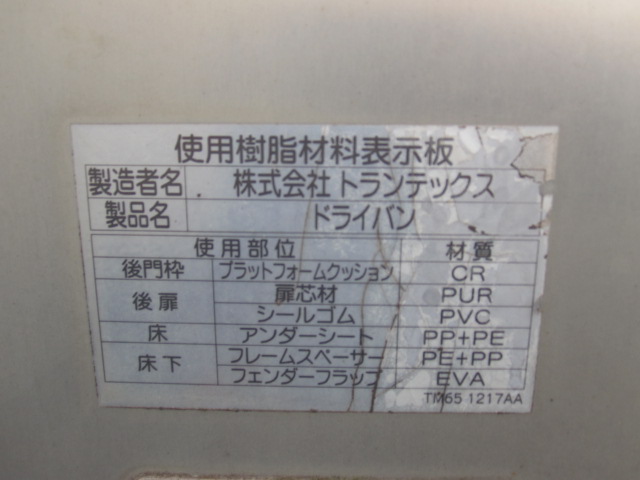 使用樹脂材料表示板
製造者名 株式会社 トランテックス
製品名 ドライバン
使用部位 材質
後門枠 プラットフォームクッション CR
後扉 扉芯材 PUR
シールゴム PVC
床 アンダーシート PP+PE
床下 フレームスペーサー PE+PP
フェンダーフラップ EVA
TM65 1217AA